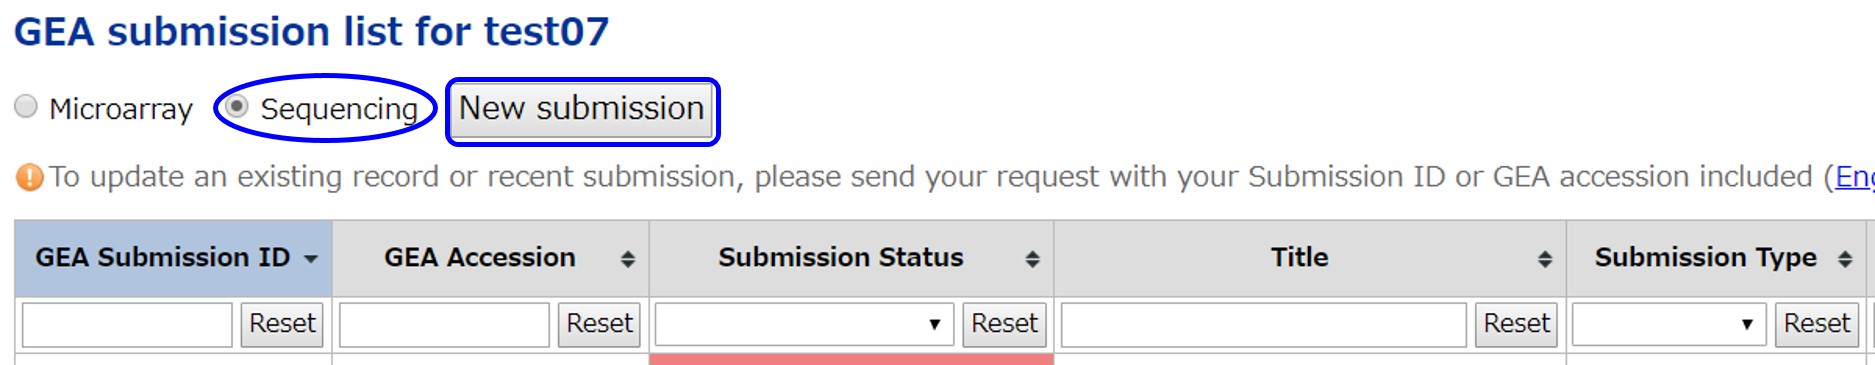 GEA submission list for test07
Microarray Sequencing New submission
To update an existing record or recent submission, please send your request with your Submission ID or GEA accession included (
GEA Submission ID GEA Accession Submission Status Title Submission Type
Reset Reset Reset Reset Reset